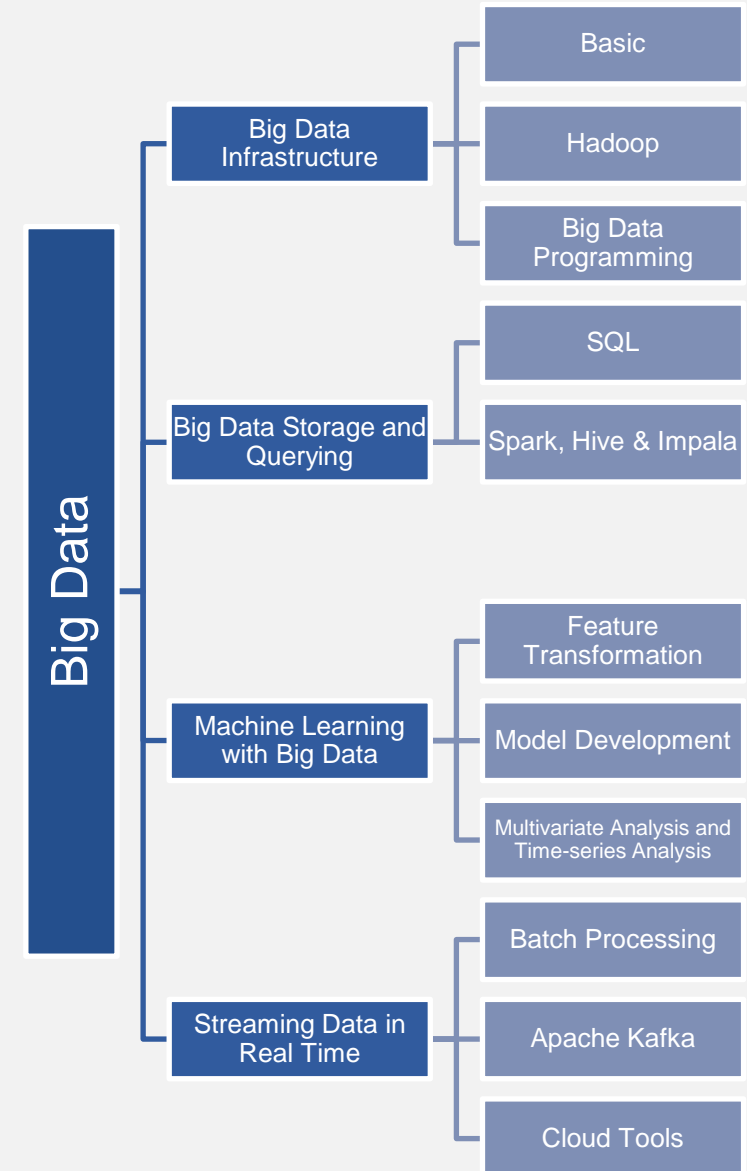 Big Data
Big Data
Infrastructure
Basic
Hadoop
Big Data
Programming
Big Data Storage and
Querying
SQL
Spark, Hive & Impala
Machine Learning
with Big Data
Feature
Transformation
Model Development
Multivariate Analysis and
Time-series Analysis
Streaming Data in
Real Time
Batch Processing
Apache Kafka
Cloud Tools